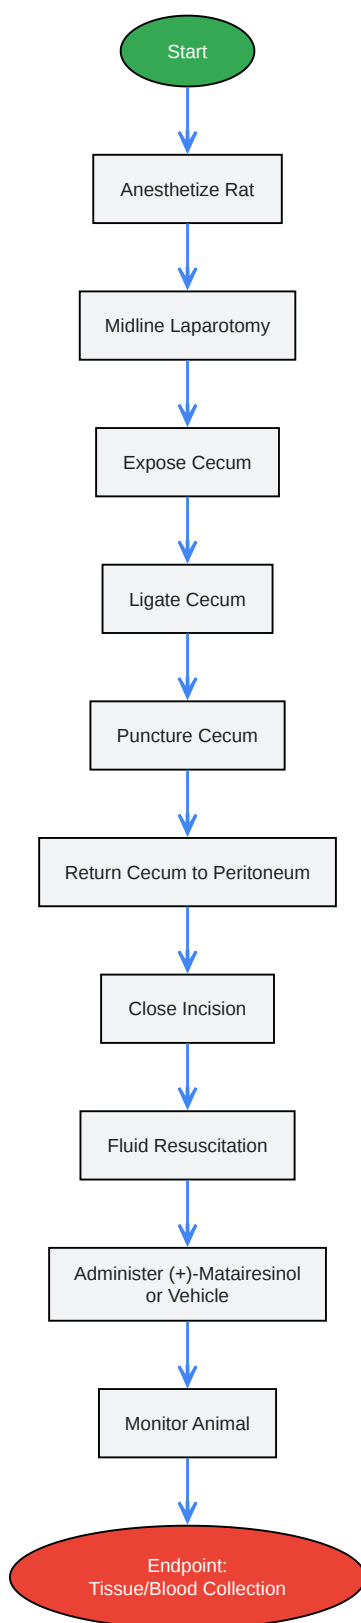 Start
Anesthetize Rat
Midline Laparotomy
Expose Cecum
Ligate Cecum
Puncture Cecum
Return Cecum to Peritoneum
Close Incision
Fluid Resuscitation
Administer (+)-Matairesinol
or Vehicle
Monitor Animal
Endpoint:
Tissue/Blood Collection